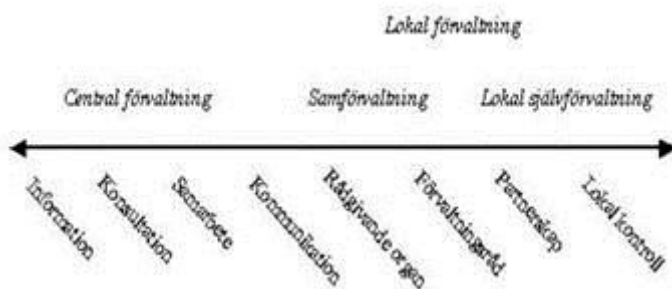 Lokal förvaltning
Central förvaltning
Samförvaltning
Lokal självförvaltning
Information
Konsultation
Samarbete
Kommunikation
Rådgivande organ
Förvaltningsråd
Partnerskap
Lokal kontroll